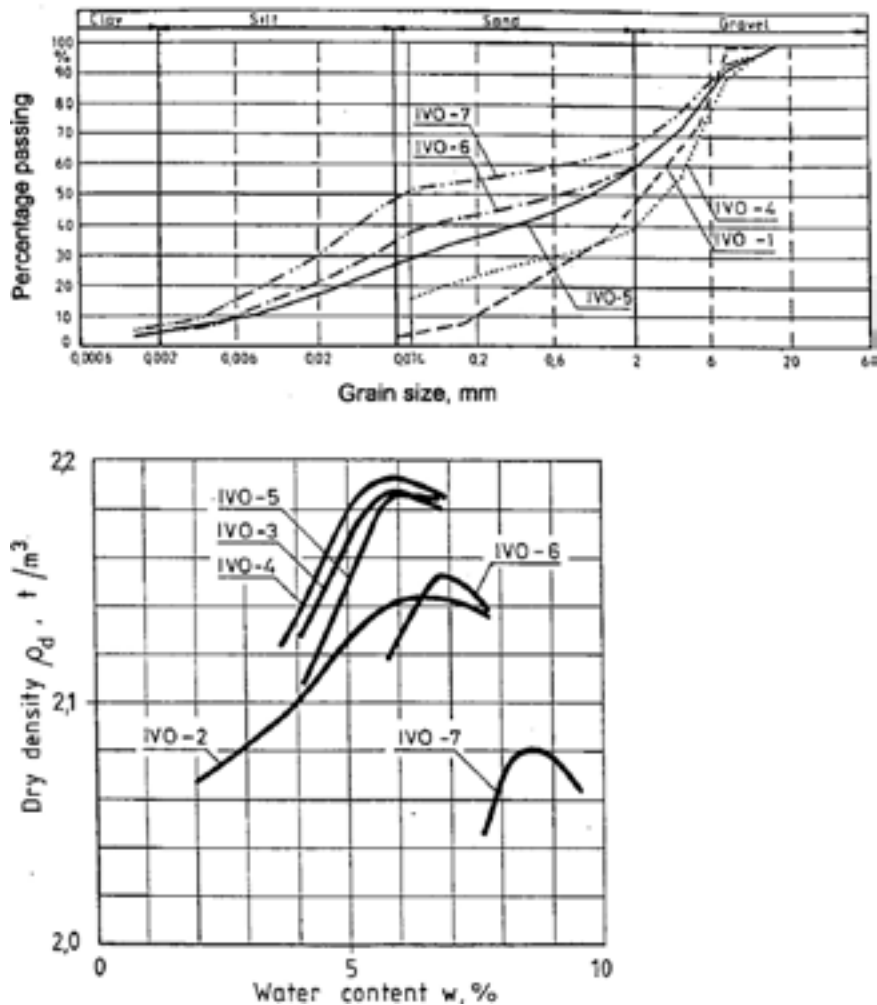 Clay Silt Sand Gravel
100
%
90
80
70
60
50
40
30
20
10
0
Percentage passing
IVO-7
IVO-6
IVO-4
IVO-1
IVO-5
0,0006 0,002 0,006 0,02 0,074 0,2 0,6 2 6 20 60
Grain size, mm
2,2
2,1
2,0
Dry density ρd, t/m³
IVO-5
IVO-3
IVO-4
IVO-6
IVO-2
IVO-7
0 5 10
Water content w,%